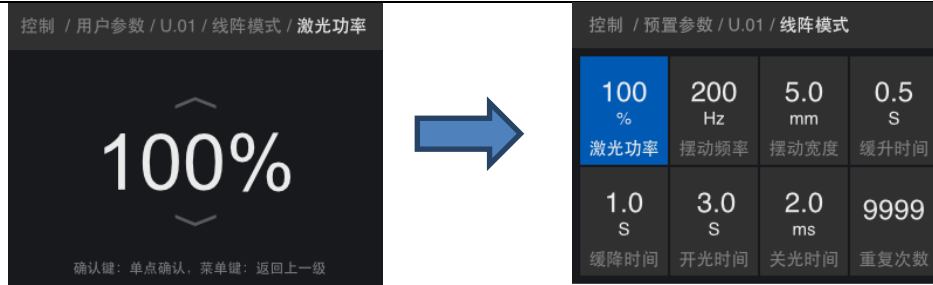 控制 / 用户参数 / U.01 / 线阵模式 / 激光功率
100%
确认键：单点确认，菜单键：返回上一级
控制 / 预置参数 / U.01 / 线阵模式
100 200 5.0 0.5
% Hz mm S
激光功率 摆动频率 摆动宽度 缓升时间
1.0 3.0 2.0 9999
S S ms
缓降时间 开光时间 关光时间 重复次数